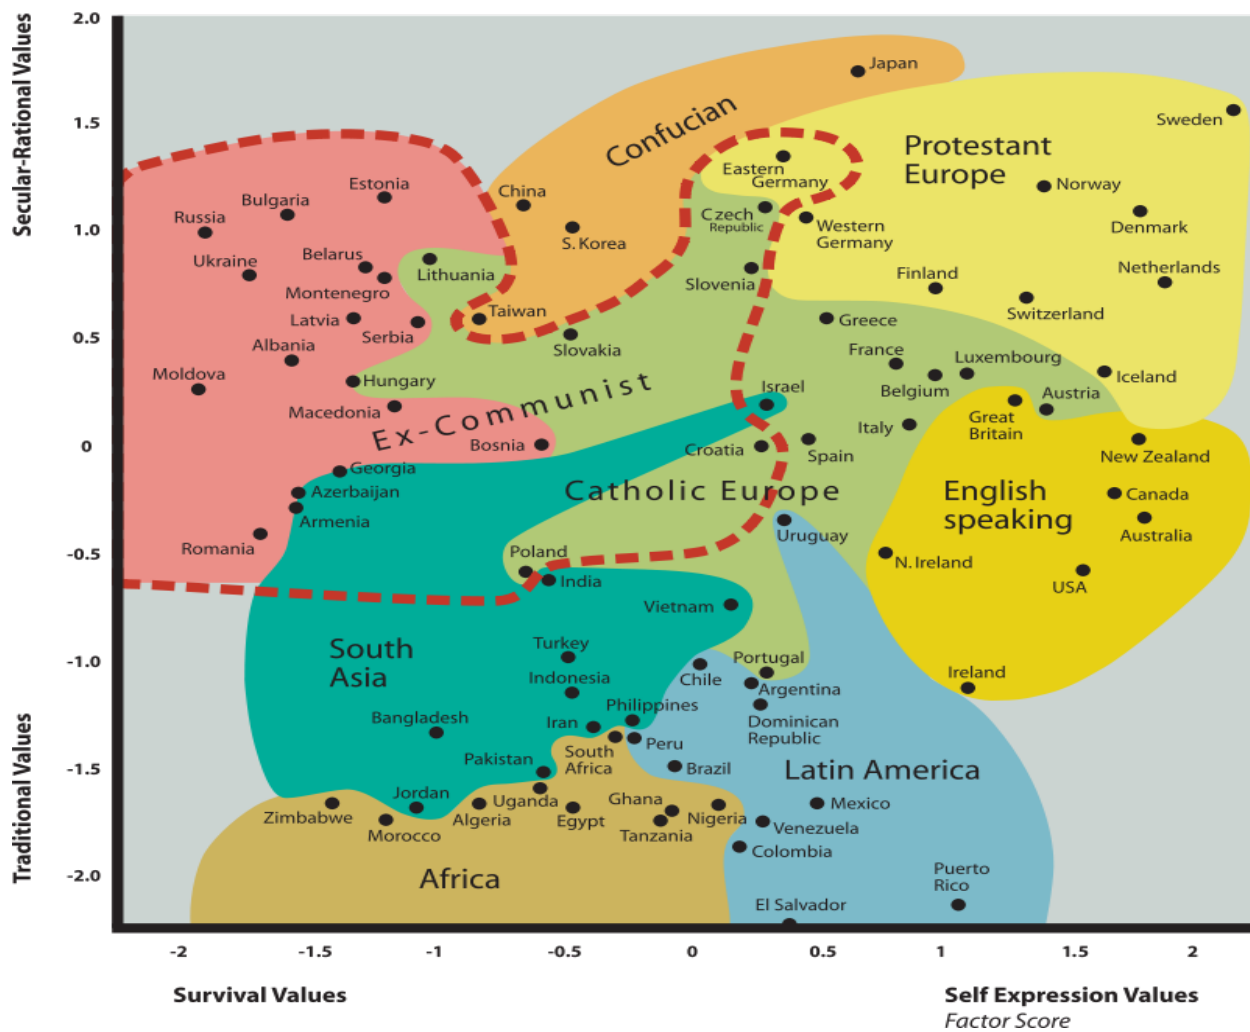 Secular-Rational Values
Traditional Values
2.0
1.5
1.0
0.5
0
-0.5
-1.0
-1.5
-2.0
Japan
Confucian
Sweden
Protestant
Europe
Eastern
Germany
Norway
Estonia
China
Bulgaria
Russia
Czech
Republic
Western
Germany
Denmark
S. Korea
Belarus
Ukraine
Lithuania
Montenegro
Slovenia
Finland
Netherlands
Latvia
Serbia
Taiwan
Greece
Switzerland
Albania
Slovakia
France
Luxembourg
Moldova
Hungary
Israel
Belgium
Austria
Iceland
Macedonia
Ex-Communist
Great
Britain
Italy
Bosnia
Croatia
Spain
New Zealand
Georgia
Azerbaijan
Armenia
Catholic Europe
English
speaking
Canada
Australia
Romania
Uruguay
Poland
India
N. Ireland
USA
Vietnam
South
Asia
Turkey
Indonesia
Chile
Portugal
Argentina
Ireland
Bangladesh
Iran
Philippines
Dominican
Republic
Pakistan
South
Africa
Peru
Brazil
Latin America
Zimbabwe
Jordan
Morocco
Algeria
Uganda
Egypt
Ghana
Tanzania
Nigeria
Mexico
Venezuela
Colombia
Africa
Puerto
Rico
El Salvador
-2
-1.5
-1
-0.5
0
0.5
1
1.5
2
Survival Values
Self Expression Values
Factor Score